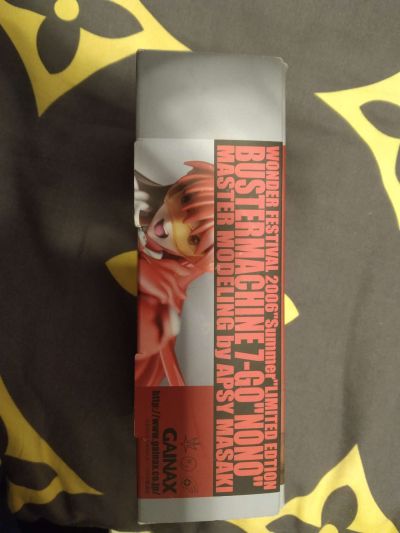 WONDER FESTIVAL 2006"Summer"LIMITED EDITION
BUSTERMACHINE 7-GO"NONO"
MASTER MODELING by APSY MASAKI
GAINAX
http://www.gainax.co.jp/